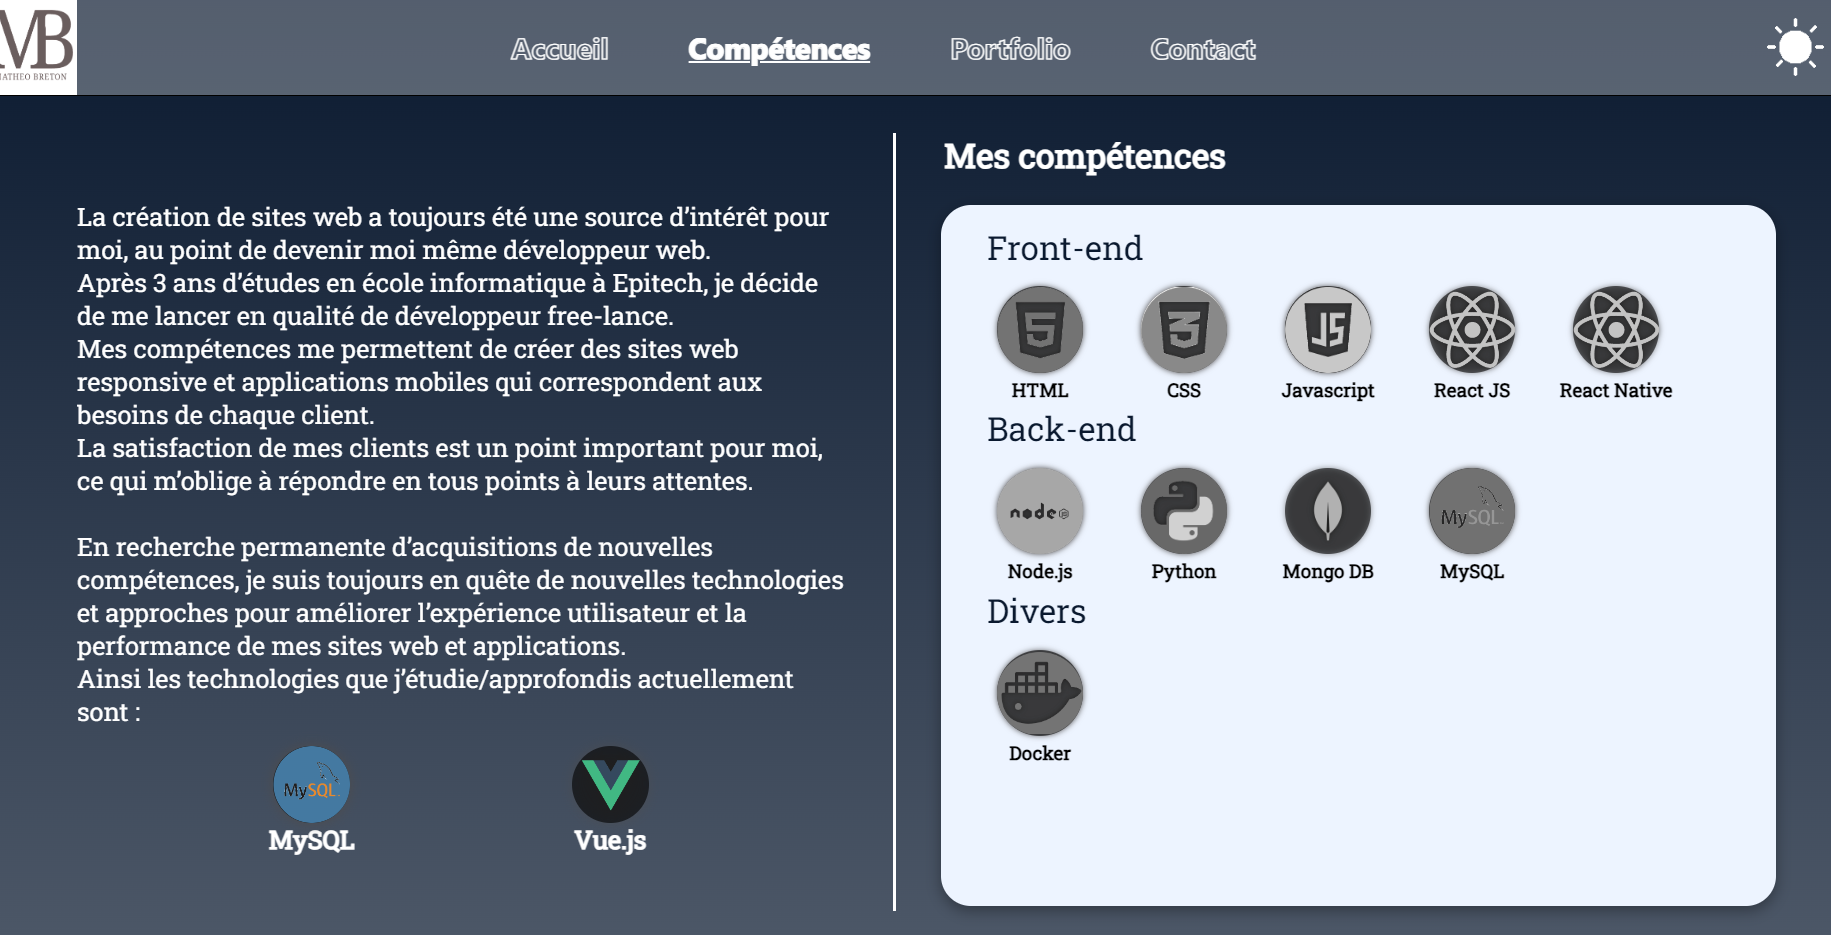 MB
MATHEO BRETON
Accueil
Compétences
Portfolio
Contact
La création de sites web a toujours été une source d’intérêt pour
moi, au point de devenir moi même développeur web.
Après 3 ans d’études en école informatique à Epitech, je décide
de me lancer en qualité de développeur free-lance.
Mes compétences me permettent de créer des sites web
responsive et applications mobiles qui correspondent aux
besoins de chaque client.
La satisfaction de mes clients est un point important pour moi,
ce qui m’oblige à répondre en tous points à leurs attentes.
En recherche permanente d’acquisitions de nouvelles
compétences, je suis toujours en quête de nouvelles technologies
et approches pour améliorer l’expérience utilisateur et la
performance de mes sites web et applications.
Ainsi les technologies que j’étudie/approfondis actuellement
sont :
MySQL
MySQL
Vue.js
Mes compétences
Front-end
5
3
JS
HTML
CSS
Javascript
React JS
React Native
Back-end
node
MySQL
Node.js
Python
Mongo DB
MySQL
Divers
Docker